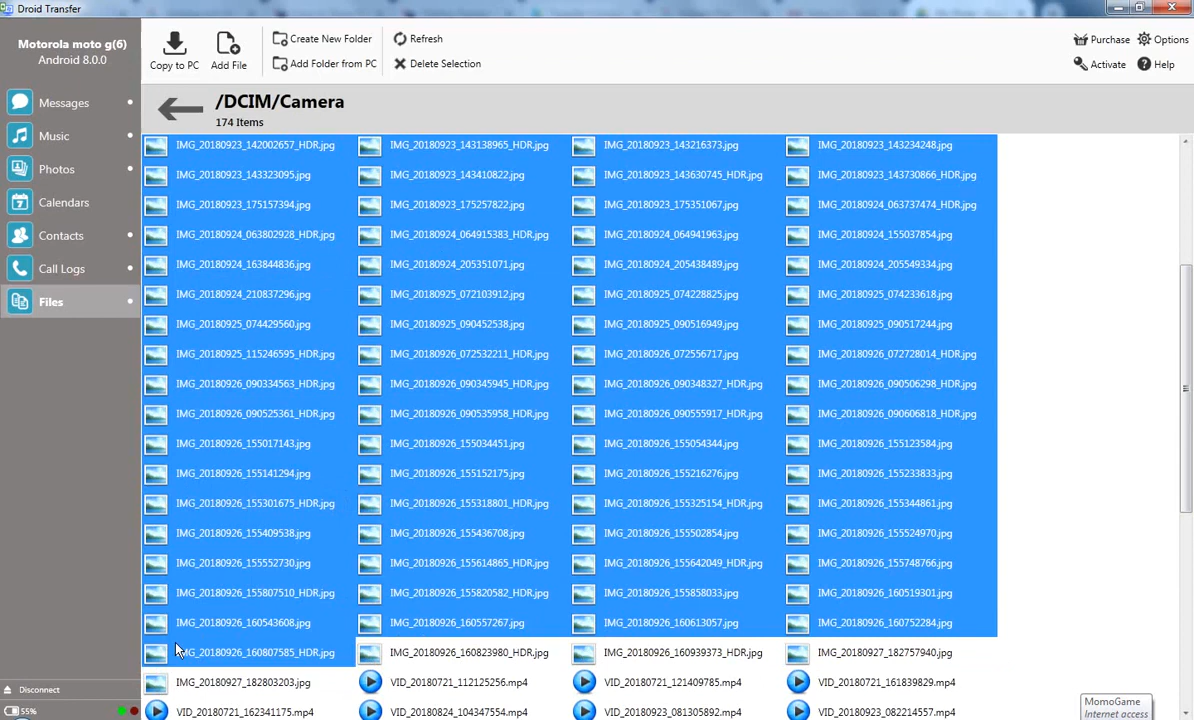 Droid Transfer
Motorola moto g(6)
Android 8.0.0
Messages
Music
Photos
Calendars
Contacts
Call Logs
Files
Disconnect
55%
Copy to PC
Add File
Create New Folder
Add Folder from PC
Refresh
Delete Selection
Purchase
Options
Activate
Help
/DCIM/Camera
174 Items
IMG_20180923_142002657_HDR.jpg IMG_20180923_143138965_HDR.jpg IMG_20180923_143216373.jpg IMG_20180923_143234248.jpg
IMG_20180923_143323095.jpg IMG_20180923_143410822.jpg IMG_20180923_143630745_HDR.jpg IMG_20180923_143730866_HDR.jpg
IMG_20180923_175157394.jpg IMG_20180923_175257822.jpg IMG_20180923_175351067.jpg IMG_20180924_063737474_HDR.jpg
IMG_20180924_063802928_HDR.jpg IMG_20180924_064915383_HDR.jpg IMG_20180924_064941963.jpg IMG_20180924_155037854.jpg
IMG_20180924_163844836.jpg IMG_20180924_205351071.jpg IMG_20180924_205438489.jpg IMG_20180924_205549334.jpg
IMG_20180924_210837296.jpg IMG_20180925_072103912.jpg IMG_20180925_074228825.jpg IMG_20180925_074233618.jpg
IMG_20180925_074429560.jpg IMG_20180925_090452538.jpg IMG_20180925_090516949.jpg IMG_20180925_090517244.jpg
IMG_20180925_115246595_HDR.jpg IMG_20180926_072532211_HDR.jpg IMG_20180926_072556717.jpg IMG_20180926_072728014_HDR.jpg
IMG_20180926_090334563_HDR.jpg IMG_20180926_090345945_HDR.jpg IMG_20180926_090348327_HDR.jpg IMG_20180926_090506298_HDR.jpg
IMG_20180926_090525361_HDR.jpg IMG_20180926_090535958_HDR.jpg IMG_20180926_090555917_HDR.jpg IMG_20180926_090606818_HDR.jpg
IMG_20180926_155017143.jpg IMG_20180926_155034451.jpg IMG_20180926_155054344.jpg IMG_20180926_155123584.jpg
IMG_20180926_155141294.jpg IMG_20180926_155152175.jpg IMG_20180926_155216276.jpg IMG_20180926_155233833.jpg
IMG_20180926_155301675_HDR.jpg IMG_20180926_155318801_HDR.jpg IMG_20180926_155325154_HDR.jpg IMG_20180926_155344861.jpg
IMG_20180926_155409538.jpg IMG_20180926_155436708.jpg IMG_20180926_155502854.jpg IMG_20180926_155524970.jpg
IMG_20180926_155552730.jpg IMG_20180926_155614865_HDR.jpg IMG_20180926_155642049_HDR.jpg IMG_20180926_155748766.jpg
IMG_20180926_155807510_HDR.jpg IMG_20180926_155820582_HDR.jpg IMG_20180926_155858033.jpg IMG_20180926_160519301.jpg
IMG_20180926_160543608.jpg IMG_20180926_160557267.jpg IMG_20180926_160613057.jpg IMG_20180926_160752284.jpg
IMG_20180926_160807585_HDR.jpg IMG_20180926_160823980_HDR.jpg IMG_20180926_160939373_HDR.jpg IMG_20180927_182757940.jpg
IMG_20180927_182803203.jpg VID_20180721_112125256.mp4 VID_20180721_121409785.mp4 VID_20180721_161839829.mp4
VID_20180721_162341175.mp4 VID_20180824_104347554.mp4 VID_20180923_081305892.mp4 VID_20180923_082214557.mp4
MomoGame
Internet access